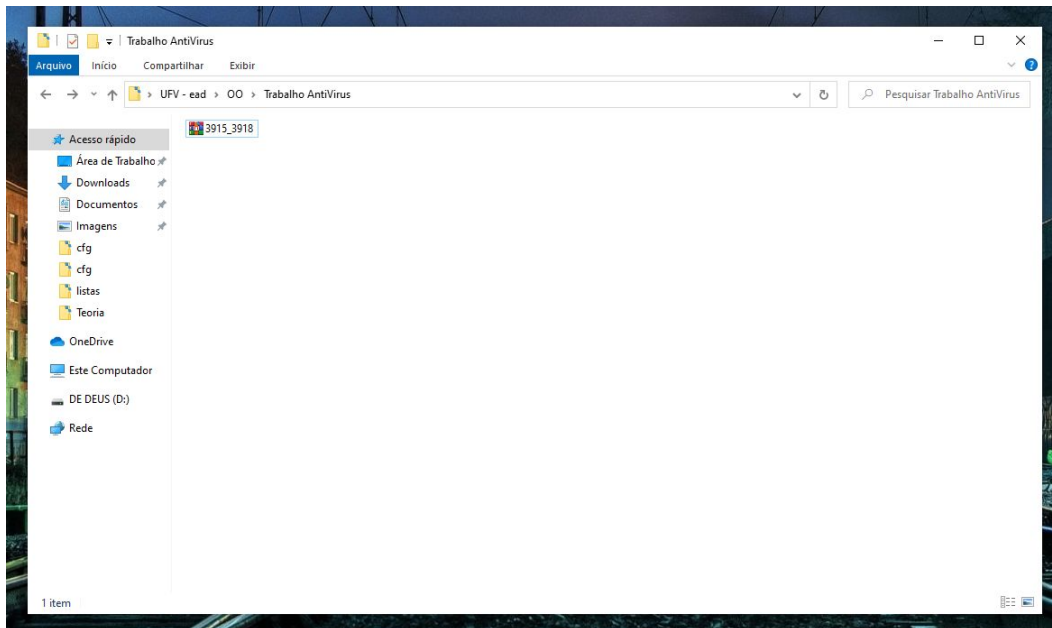 Trabalho AntiVirus
Arquivo Início Compartilhar Exibir
UFV - ead > OO > Trabalho AntiVirus
Pesquisar Trabalho AntiVirus
3915_3918
Acesso rápido
Área de Trabalho
Downloads
Documentos
Imagens
cfg
cfg
listas
Teoria
OneDrive
Este Computador
DE DEUS (D:)
Rede
1 item